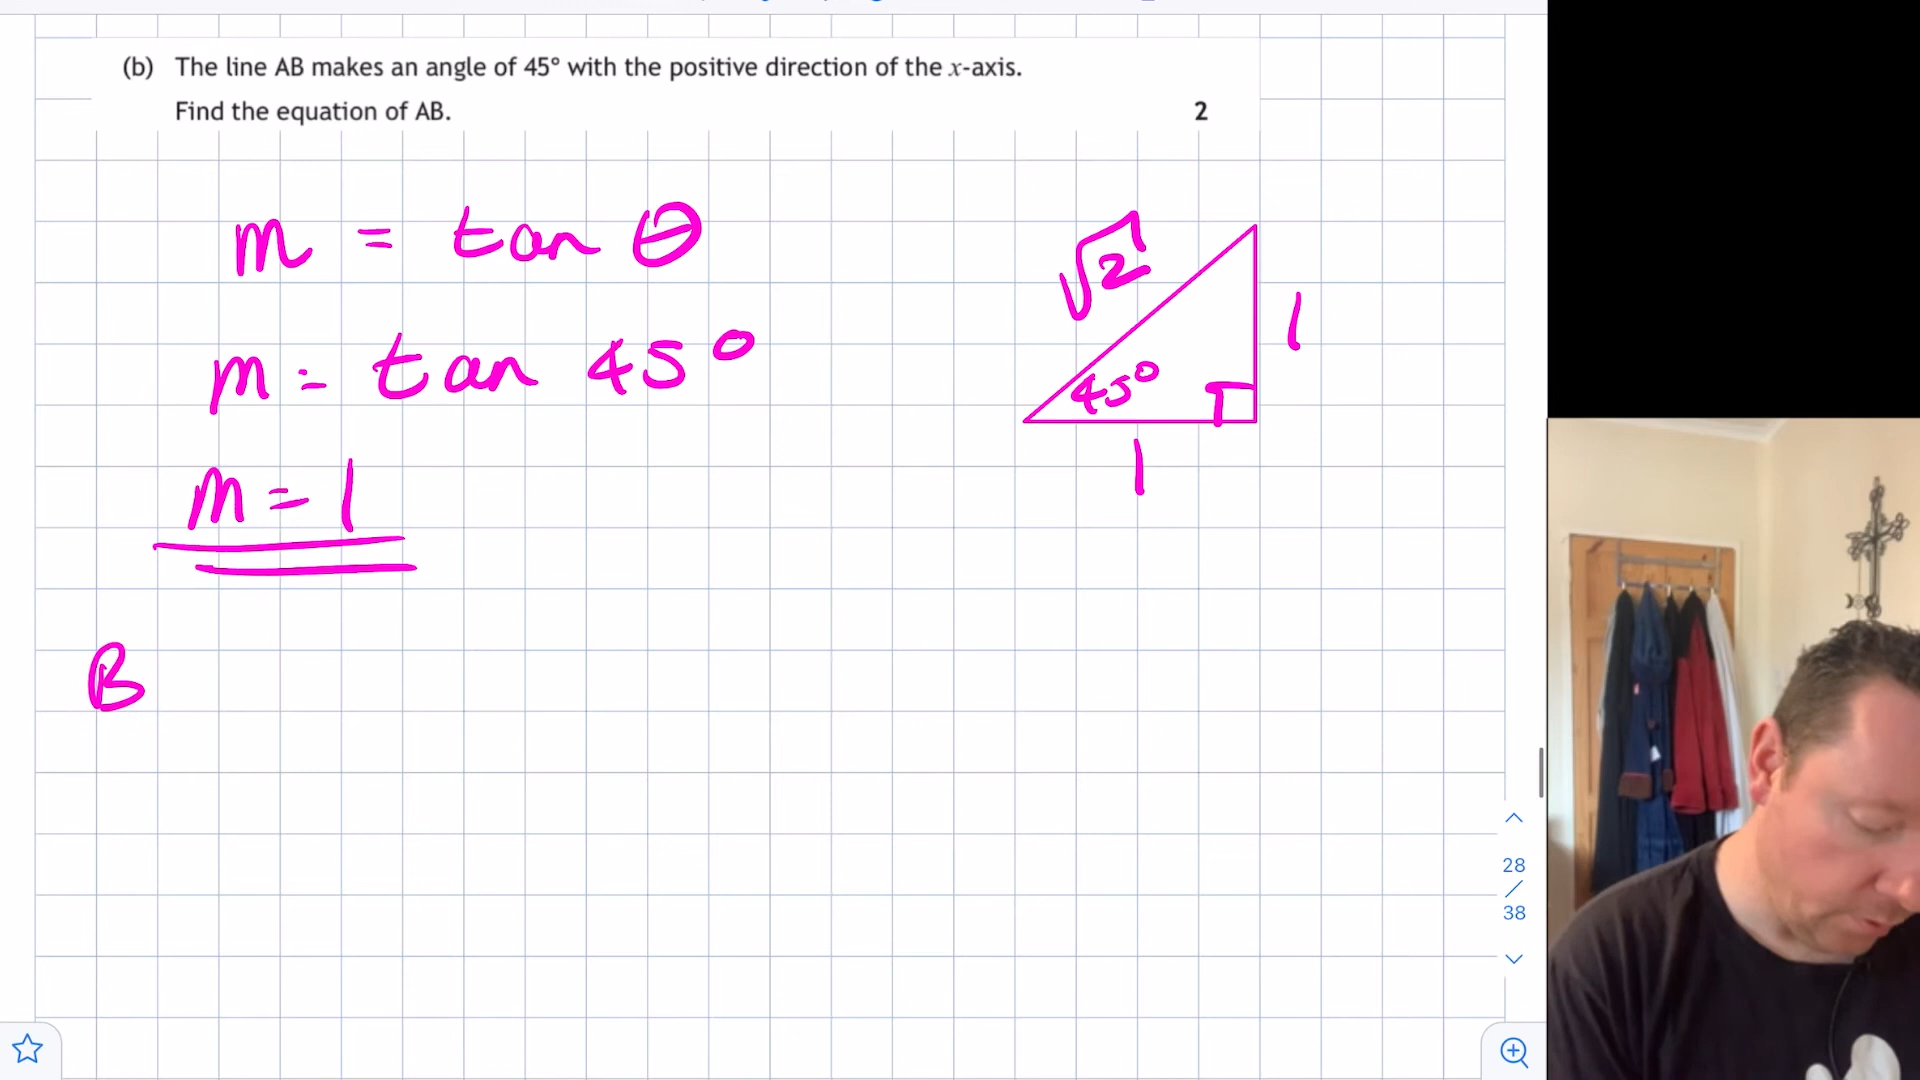 (b) The line AB makes an angle of 45° with the positive direction of the x-axis.
Find the equation of AB. 2
m = tan θ
m = tan 45°
m = 1
B
√2
1
45°
1
28
/
38